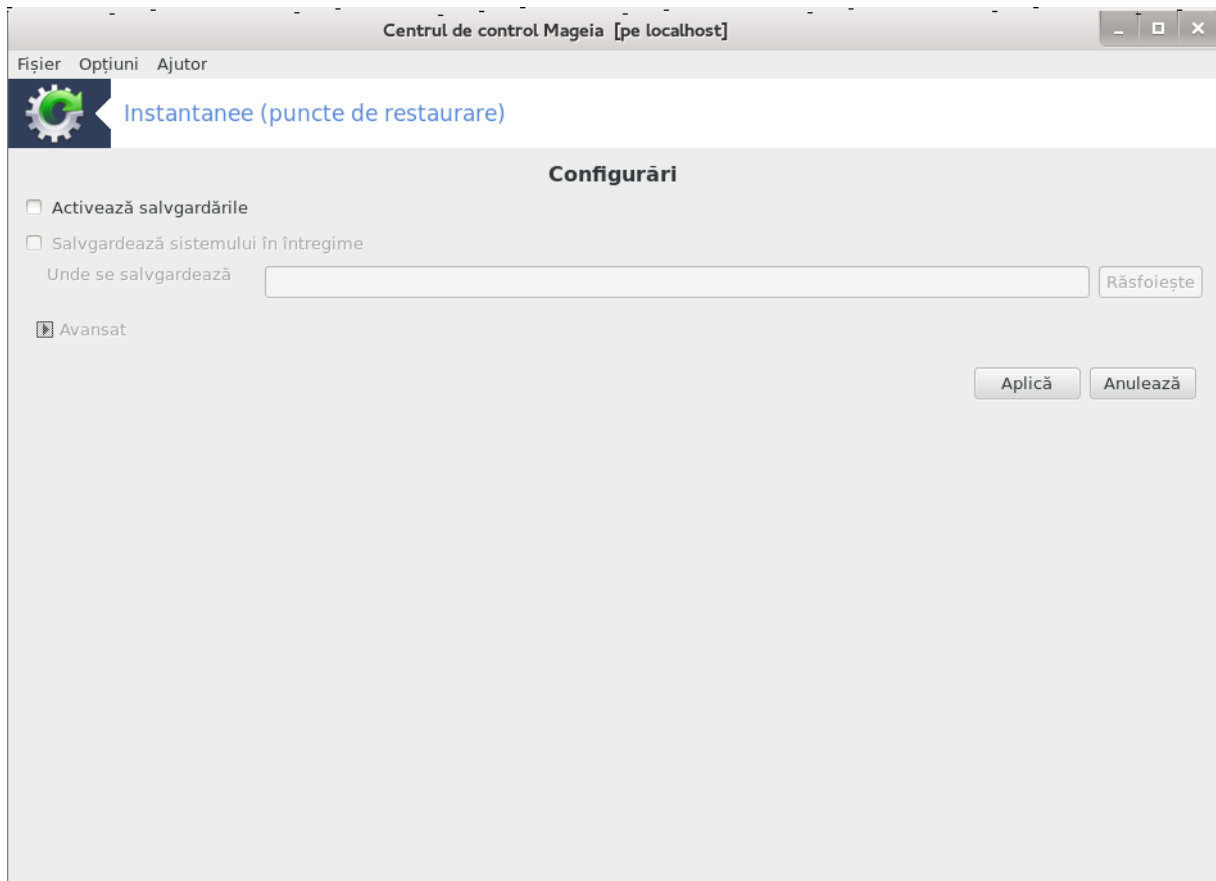 Centrul de control Mageia [pe localhost]
Fișier Opțiuni Ajutor
Instantanee (puncte de restaurare)
Configurări
Activează salvgardările
Salvgardează sistemului în întregime
Unde se salvgardează Răsfoiește
Avansat
Aplică Anulează